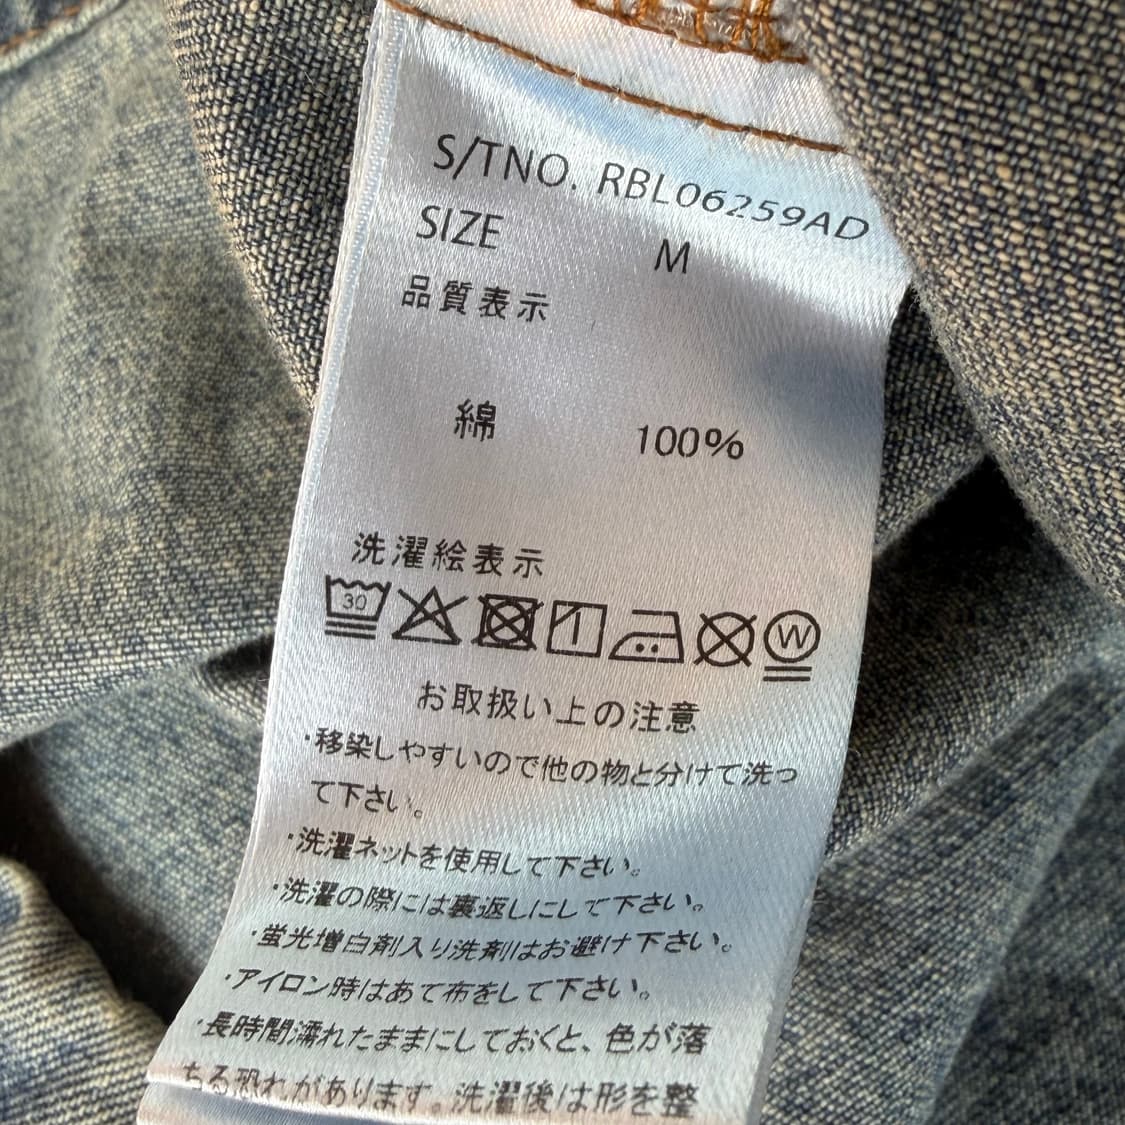 S/TNO. RBL06259AD
SIZE M
品質表示
綿 100%
洗濯絵表示
30 W
お取扱い上の注意
・移染しやすいので他の物と分けて洗っ
て下さい。
・洗濯ネットを使用して下さい。
・洗濯の際には裏返しにして下さい。
・蛍光増白剤入り洗剤はお避け下さい。
・アイロン時はあて布をして下さい。
・長時間濡れたままにしておくと、色が落
ちる恐れがあります。洗濯後は形を整